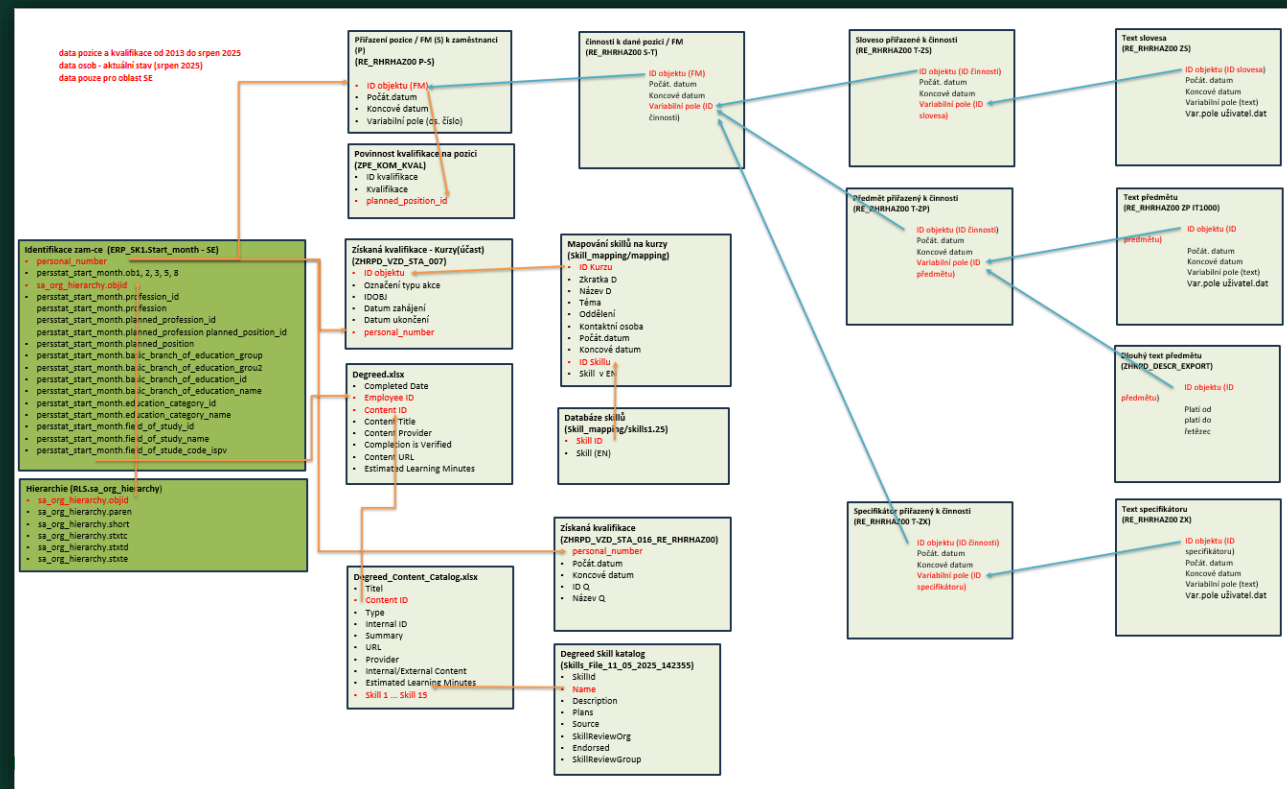 data pozice a kvalifikace od 2013 do srpen 2025
data osob - aktuální stav (srpen 2025)
data pouze pro oblast SE
Přiřazení pozice / FM (S) k zaměstnanci
(P)
(RE_RHRHAZ00 P-S)
ID objektu (FM)
Počát.datum
Koncové datum
Variabilní pole (os. číslo)
Povinnost kvalifikace na pozici
(ZPE_KOM_KVAL)
ID kvalifikace
Kvalifikace
planned_position_id
Identifikace zam-ce (ERP_SK1.Start_month - SE)
personal_number
persstat_start_month.ob1, 2, 3, 5, 8
sa_org_hierarchy.objid
persstat_start_month.profession_id
persstat_start_month.profession
persstat_start_month.planned_profession_id
persstat_start_month.planned_profession planned_position_id
persstat_start_month.planned_position
persstat_start_month.basic_branch_of_education_group
persstat_start_month.basic_branch_of_education_grou2
persstat_start_month.basic_branch_of_education_id
persstat_start_month.basic_branch_of_education_name
persstat_start_month.education_category_id
persstat_start_month.education_category_name
persstat_start_month.field_of_study_id
persstat_start_month.field_of_study_name
persstat_start_month.field_of_stude_code_ispv
Hierarchie (RLS.sa_org_hierarchy)
sa_org_hierarchy.objid
sa_org_hierarchy.paren
sa_org_hierarchy.short
sa_org_hierarchy.stxtc
sa_org_hierarchy.stxtd
sa_org_hierarchy.stxte
Získaná kvalifikace - Kurzy(účast)
(ZHRPD_VZD_STA_007)
ID objektu
Označení typu akce
IDOBJ
Datum zahájení
Datum ukončení
personal_number
Degreed.xlsx
Completed Date
Employee ID
Content ID
Content Title
Content Provider
Completion is Verified
Content URL
Estimated Learning Minutes
Degreed_Content_Catalog.xlsx
Titel
Content ID
Type
Internal ID
Summary
URL
Provider
Internal/External Content
Estimated Learning Minutes
Skill 1 ... Skill 15
činnosti k dané pozici / FM
(RE_RHRHAZ00 S-T)
ID objektu (FM)
Počát. datum
Koncové datum
Variabilní pole (ID
činnosti)
Mapování skillů na kurzy
(Skill_mapping/mapping)
ID Kurzu
Zkratka D
Název D
Téma
Oddělení
Kontaktní osoba
Počát.datum
Koncové datum
ID Skillu
Skill v EN
Databáze skillů
(Skill_mapping/skills1.25)
Skill ID
Skill (EN)
Získaná kvalifikace
(ZHRPD_VZD_STA_016_RE_RHRHAZ00)
personal_number
Počát.datum
Koncové datum
ID Q
Název Q
Degreed Skill katalog
(Skills_File_11_05_2025_142355)
SkillId
Name
Description
Plans
Source
SkillReviewOrg
Endorsed
SkillReviewGroup
Sloveso přiřazené k činnosti
(RE_RHRHAZ00 T-ZS)
ID objektu (ID činnosti)
Počát. datum
Koncové datum
Variabilní pole (ID
slovesa)
Předmět přiřazený k činnosti
(RE_RHRHAZ00 T-ZP)
ID objektu (ID činnosti)
Počát. datum
Koncové datum
Variabilní pole (ID
předmětu)
Specifikátor přiřazený k činnosti
(RE_RHRHAZ00 T-ZX)
ID objektu (ID činnosti)
Počát. datum
Koncové datum
Variabilní pole (ID
specifikátoru)
Text slovesa
(RE_RHRHAZ00 ZS)
ID objektu (ID slovesa)
Počát. datum
Koncové datum
Variabilní pole (text)
Var.pole uživatel.dat
Text předmětu
(RE_RHRHAZ00 ZP IT1000)
ID objektu (ID
předmětu)
Počát. datum
Koncové datum
Variabilní pole (text)
Var.pole uživatel.dat
Dlouhý text předmětu
(ZHRPD_DESCR_EXPORT)
ID objektu (ID
předmětu)
Platí od
platí do
řetězec
Text specifikátoru
(RE_RHRHAZ00 ZX)
ID objektu (ID
specifikátoru)
Počát. datum
Koncové datum
Variabilní pole (text)
Var.pole uživatel.dat